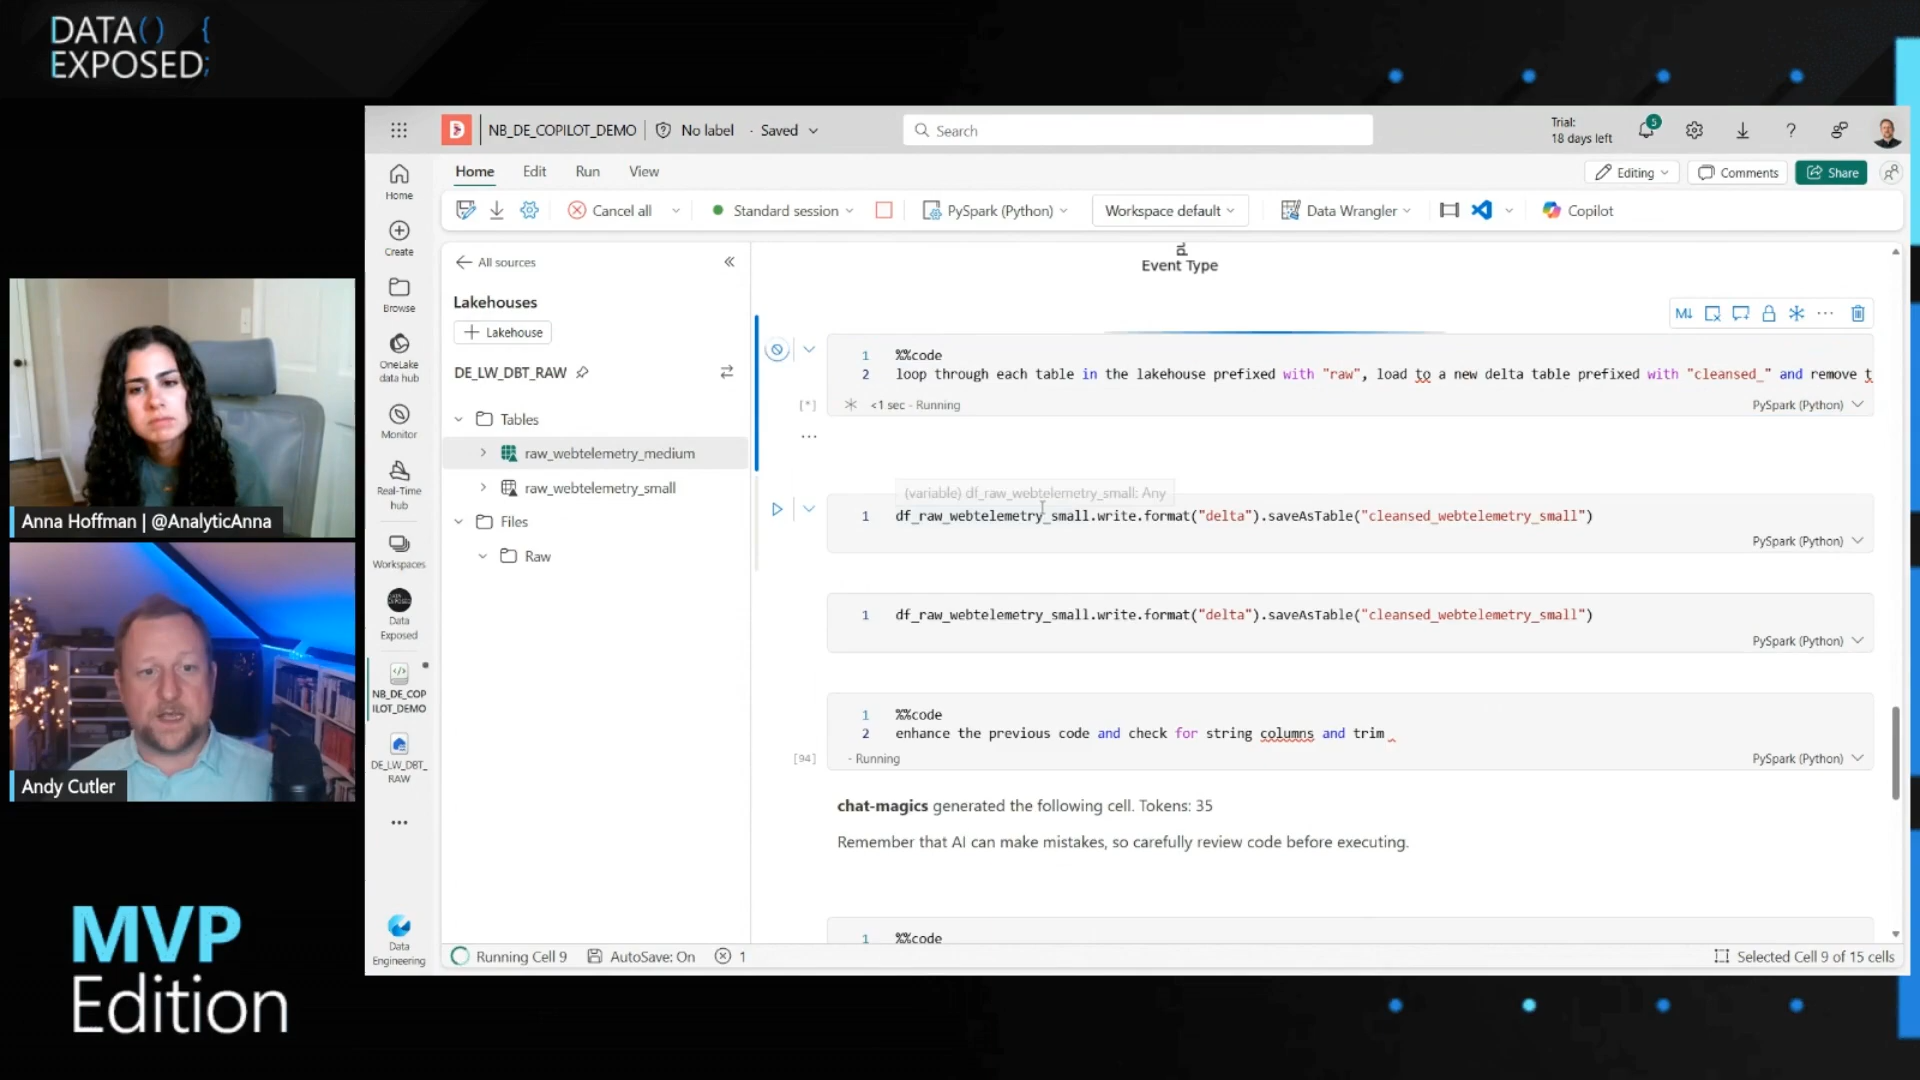 DATA() {
EXPOSED;
NB_DE_COPILOT_DEMO
No label
· Saved
Search
Trial:
18 days left
5
Home
Edit
Run
View
Editing
Comments
Share
Cancel all
Standard session
PySpark (Python)
Workspace default
Data Wrangler
Copilot
Home
Create
Browse
OneLake
data hub
Monitor
Real-Time
hub
Workspaces
Data
Exposed
NB_DE_COP
ILOT_DEMO
DE_LW_DBT_
RAW
Data
Engineering
All sources
Lakehouses
Lakehouse
DE_LW_DBT_RAW
Tables
raw_webtelemetry_medium
raw_webtelemetry_small
Files
Raw
Event Type
M↓
1 %%code
2 loop through each table in the lakehouse prefixed with "raw", load to a new delta table prefixed with "cleansed_" and remove t
[*]
<1 sec - Running
PySpark (Python)
(variable) df_raw_webtelemetry_small: Any
1 df_raw_webtelemetry_small.write.format("delta").saveAsTable("cleansed_webtelemetry_small")
PySpark (Python)
1 df_raw_webtelemetry_small.write.format("delta").saveAsTable("cleansed_webtelemetry_small")
PySpark (Python)
1 %%code
2 enhance the previous code and check for string columns and trim
[94]
- Running
PySpark (Python)
chat-magics generated the following cell. Tokens: 35
Remember that AI can make mistakes, so carefully review code before executing.
1 %%code
Running Cell 9
AutoSave: On
1
Selected Cell 9 of 15 cells
Anna Hoffman | @AnalyticAnna
Andy Cutler
MVP
Edition